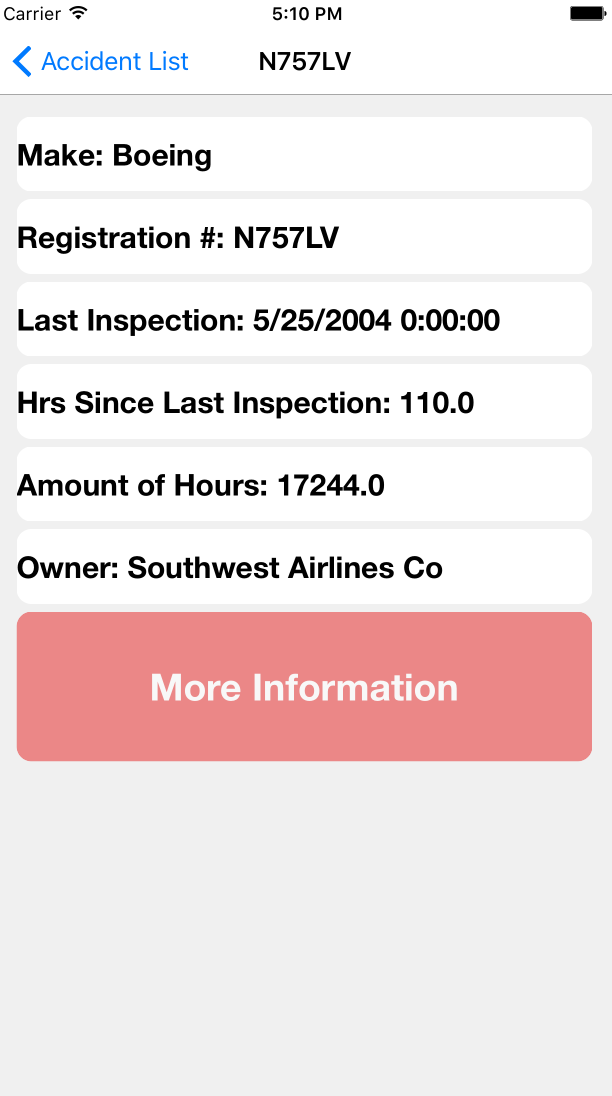 Carrier 5:10 PM
Accident List N757LV
Make: Boeing
Registration #: N757LV
Last Inspection: 5/25/2004 0:00:00
Hrs Since Last Inspection: 110.0
Amount of Hours: 17244.0
Owner: Southwest Airlines Co
More Information